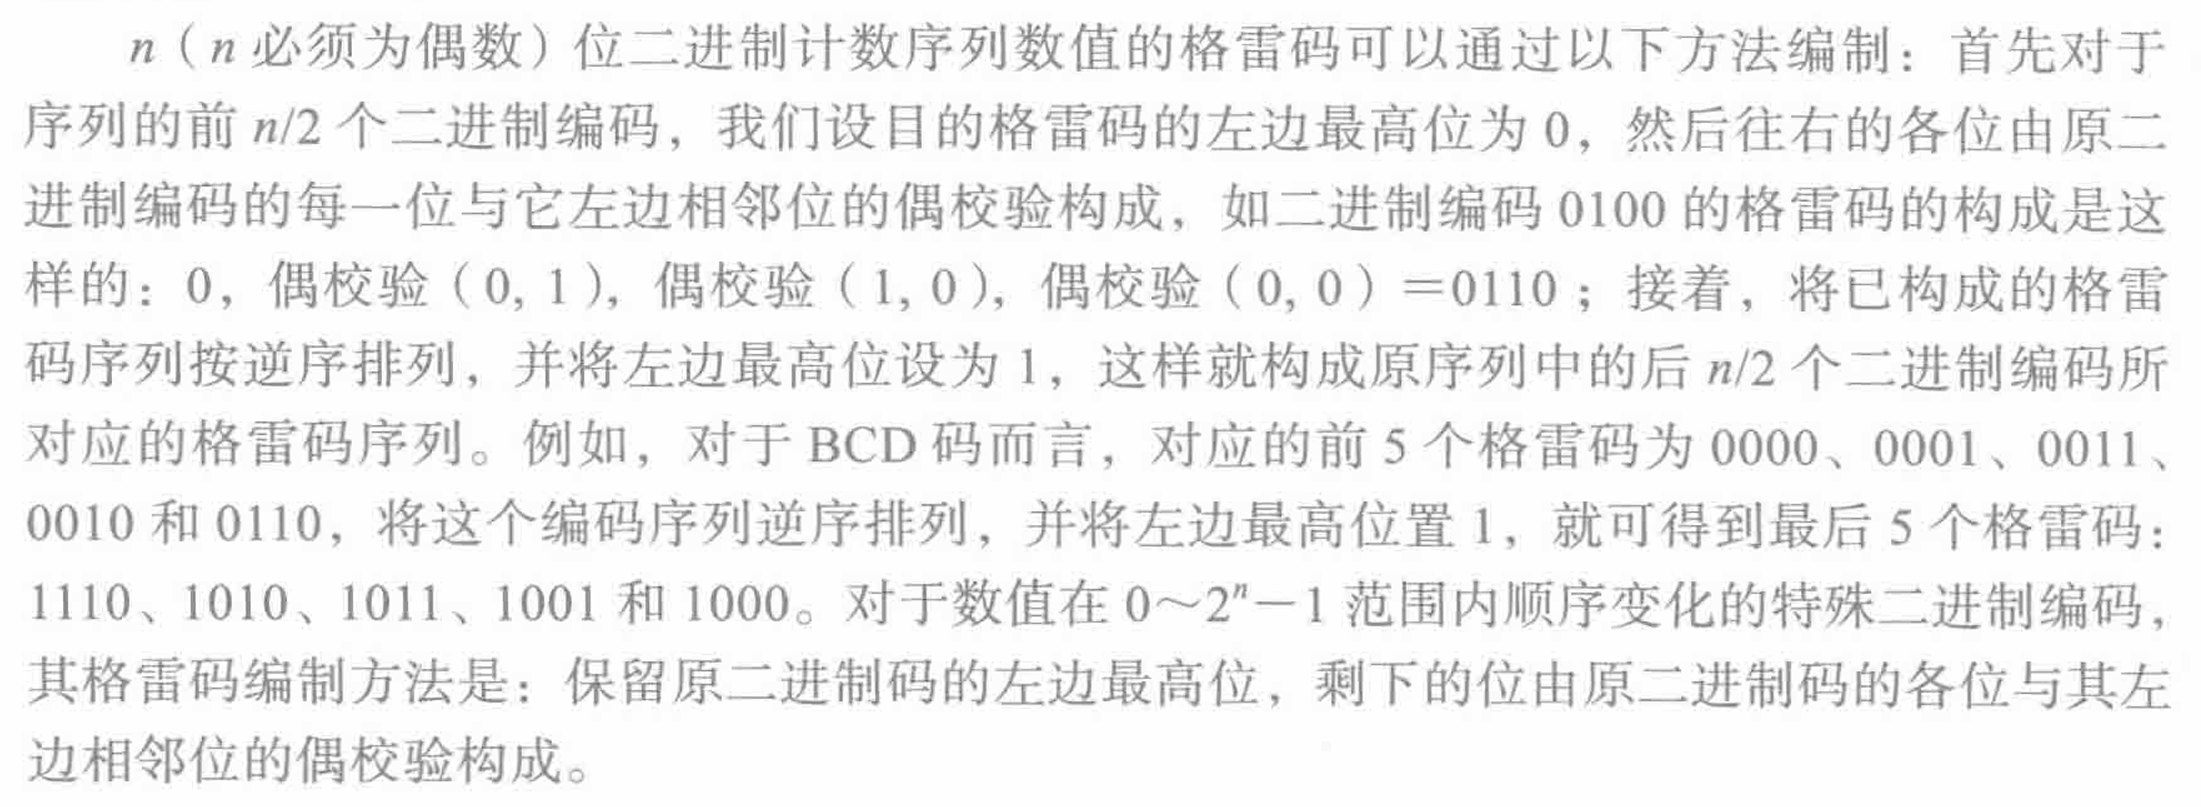 n（n 必须为偶数）位二进制计数序列数值的格雷码可以通过以下方法编制：首先对于
序列的前 n/2 个二进制编码，我们设目的格雷码的左边最高位为 0，然后往右的各位由原二
进制编码的每一位与它左边相邻位的偶校验构成，如二进制编码 0100 的格雷码的构成是这
样的：0，偶校验（0, 1），偶校验（1, 0），偶校验（0, 0）＝0110；接着，将已构成的格雷
码序列按逆序排列，并将左边最高位设为 1，这样就构成原序列中的后 n/2 个二进制编码所
对应的格雷码序列。例如，对于 BCD 码而言，对应的前 5 个格雷码为 0000、0001、0011、
0010 和 0110，将这个编码序列逆序排列，并将左边最高位置 1，就可得到最后 5 个格雷码：
1110、1010、1011、1001 和 1000。对于数值在 0～2ⁿ－1 范围内顺序变化的特殊二进制编码，
其格雷码编制方法是：保留原二进制码的左边最高位，剩下的位由原二进制码的各位与其左
边相邻位的偶校验构成。